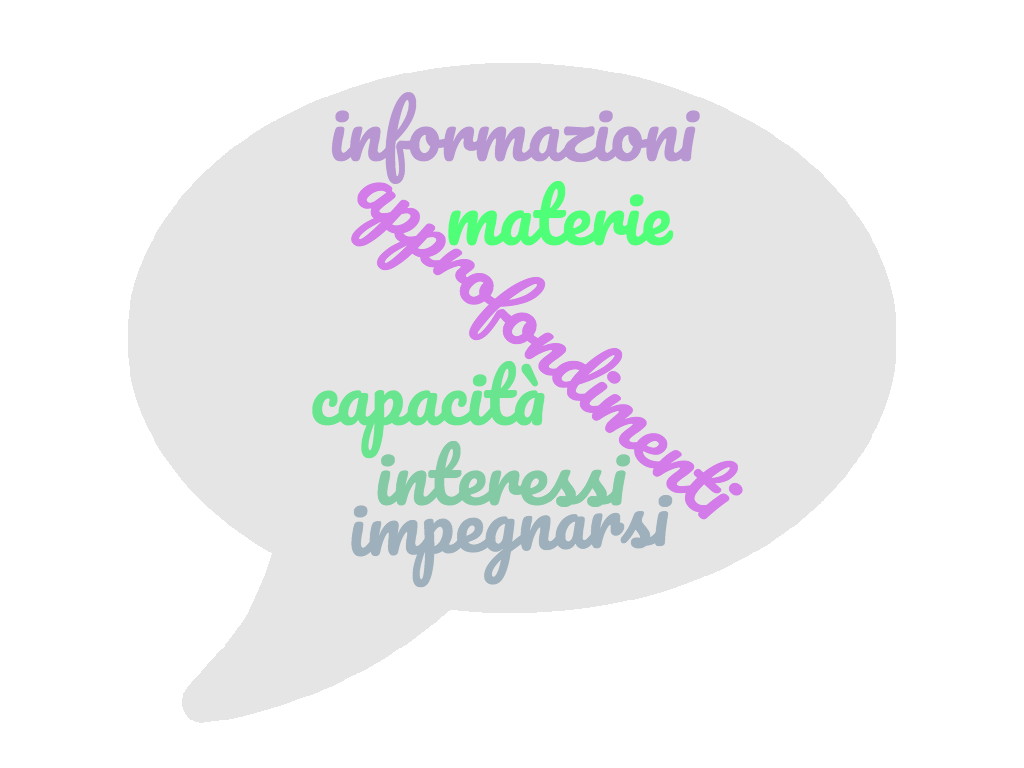 informazioni
materie
approfondimenti
capacità
interessi
impegnarsi